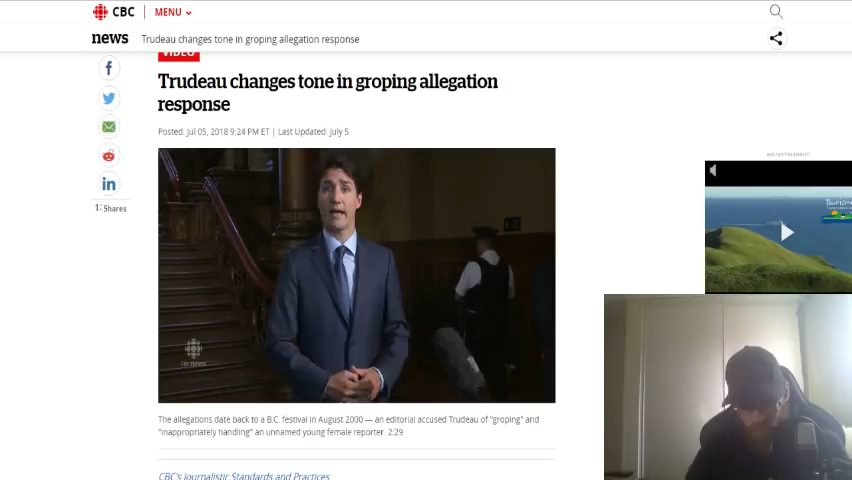 CBC MENU
news Trudeau changes tone in groping allegation response
VIDEO
Trudeau changes tone in groping allegation
response
Posted: Jul 05, 2018 9:24 PM ET | Last Updated: July 5
ADVERTISEMENT
Shares
cbcnews
The allegations date back to a B.C. festival in August 2000 — an editorial accused Trudeau of "groping" and
"inappropriately handling" an unnamed young female reporter. 2:29
CBC's Journalistic Standards and Practices